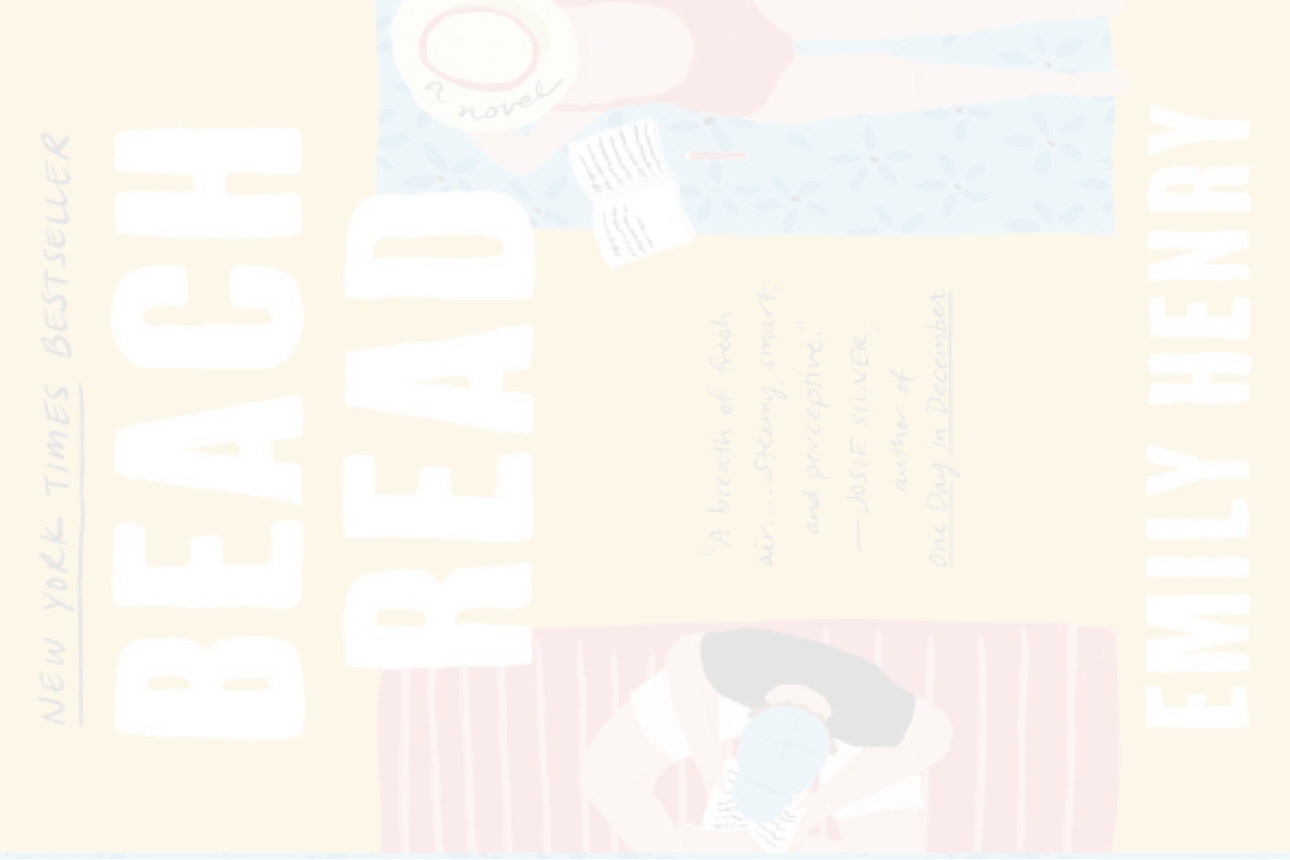 NEW YORK TIMES BESTSELLER
BEACH
READ
a novel
"A breath of fresh
air.... Steamy, smart,
and perceptive."
—JOSIE SILVER,
author of
One Day in December
EMILY HENRY